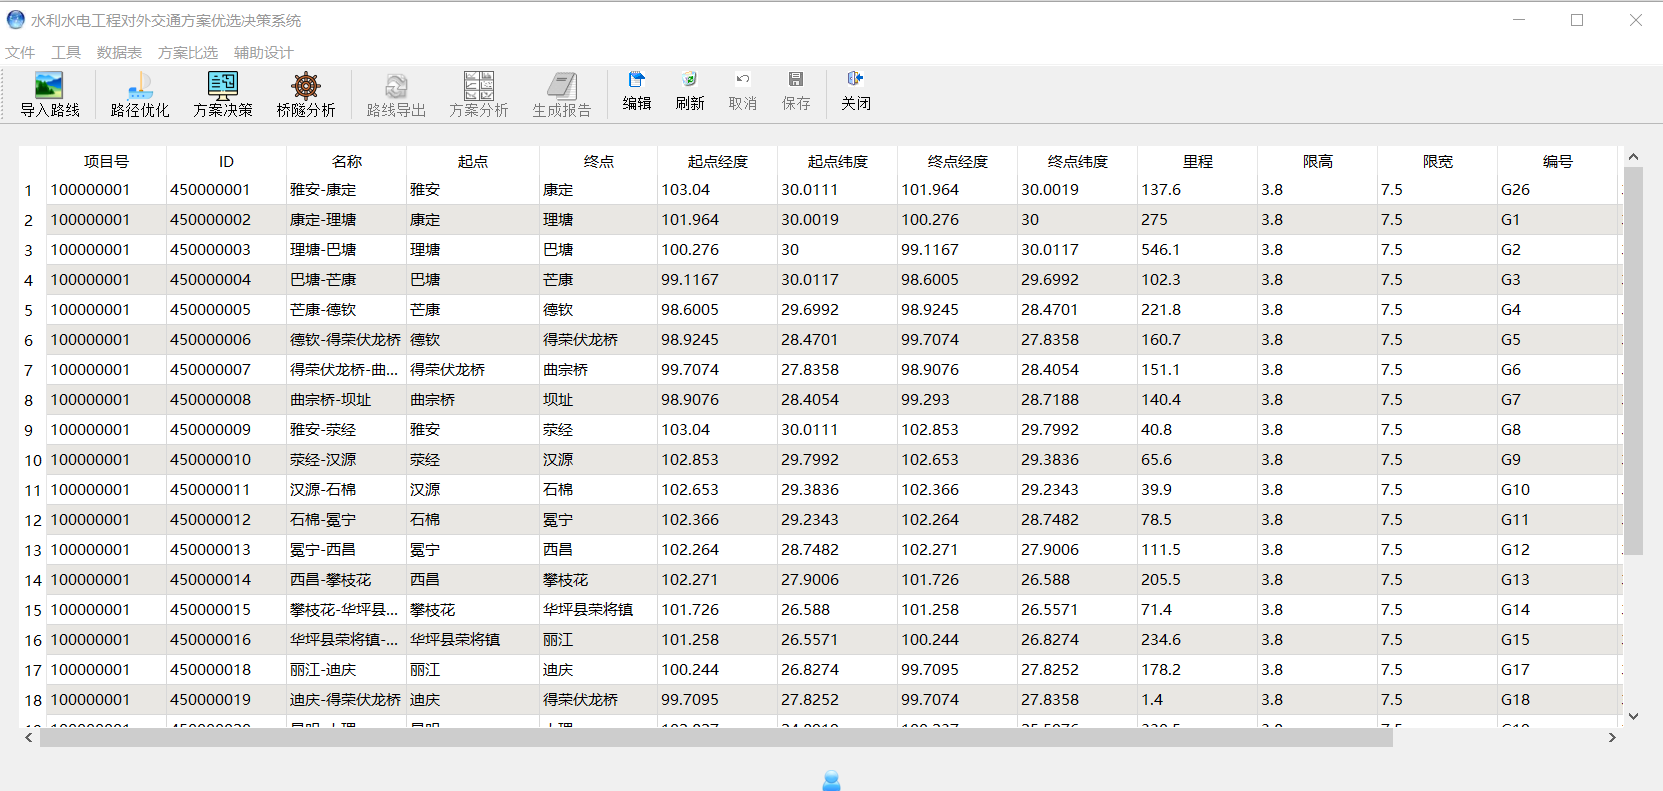 水利水电工程对外交通方案优选决策系统
文件 工具 数据表 方案比选 辅助设计
导入路线 路径优化 方案决策 桥隧分析 路线导出 方案分析 生成报告 编辑 刷新 取消 保存 关闭
项目号 ID 名称 起点 终点 起点经度 起点纬度 终点经度 终点纬度 里程 限高 限宽 编号
1 100000001 450000001 雅安-康定 雅安 康定 103.04 30.0111 101.964 30.0019 137.6 3.8 7.5 G26
2 100000001 450000002 康定-理塘 康定 理塘 101.964 30.0019 100.276 30 275 3.8 7.5 G1
3 100000001 450000003 理塘-巴塘 理塘 巴塘 100.276 30 99.1167 30.0117 546.1 3.8 7.5 G2
4 100000001 450000004 巴塘-芒康 巴塘 芒康 99.1167 30.0117 98.6005 29.6992 102.3 3.8 7.5 G3
5 100000001 450000005 芒康-德钦 芒康 德钦 98.6005 29.6992 98.9245 28.4701 221.8 3.8 7.5 G4
6 100000001 450000006 德钦-得荣伏龙桥 德钦 得荣伏龙桥 98.9245 28.4701 99.7074 27.8358 160.7 3.8 7.5 G5
7 100000001 450000007 得荣伏龙桥-曲... 得荣伏龙桥 曲宗桥 99.7074 27.8358 98.9076 28.4054 151.1 3.8 7.5 G6
8 100000001 450000008 曲宗桥-坝址 曲宗桥 坝址 98.9076 28.4054 99.293 28.7188 140.4 3.8 7.5 G7
9 100000001 450000009 雅安-荥经 雅安 荥经 103.04 30.0111 102.853 29.7992 40.8 3.8 7.5 G8
10 100000001 450000010 荥经-汉源 荥经 汉源 102.853 29.7992 102.653 29.3836 65.6 3.8 7.5 G9
11 100000001 450000011 汉源-石棉 汉源 石棉 102.653 29.3836 102.366 29.2343 39.9 3.8 7.5 G10
12 100000001 450000012 石棉-冕宁 石棉 冕宁 102.366 29.2343 102.264 28.7482 78.5 3.8 7.5 G11
13 100000001 450000013 冕宁-西昌 冕宁 西昌 102.264 28.7482 102.271 27.9006 111.5 3.8 7.5 G12
14 100000001 450000014 西昌-攀枝花 西昌 攀枝花 102.271 27.9006 101.726 26.588 205.5 3.8 7.5 G13
15 100000001 450000015 攀枝花-华坪县... 攀枝花 华坪县荣将镇 101.726 26.588 101.258 26.5571 71.4 3.8 7.5 G14
16 100000001 450000016 华坪县荣将镇-... 华坪县荣将镇 丽江 101.258 26.5571 100.244 26.8274 234.6 3.8 7.5 G15
17 100000001 450000018 丽江-迪庆 丽江 迪庆 100.244 26.8274 99.7095 27.8252 178.2 3.8 7.5 G17
18 100000001 450000019 迪庆-得荣伏龙桥 迪庆 得荣伏龙桥 99.7095 27.8252 99.7074 27.8358 1.4 3.8 7.5 G18